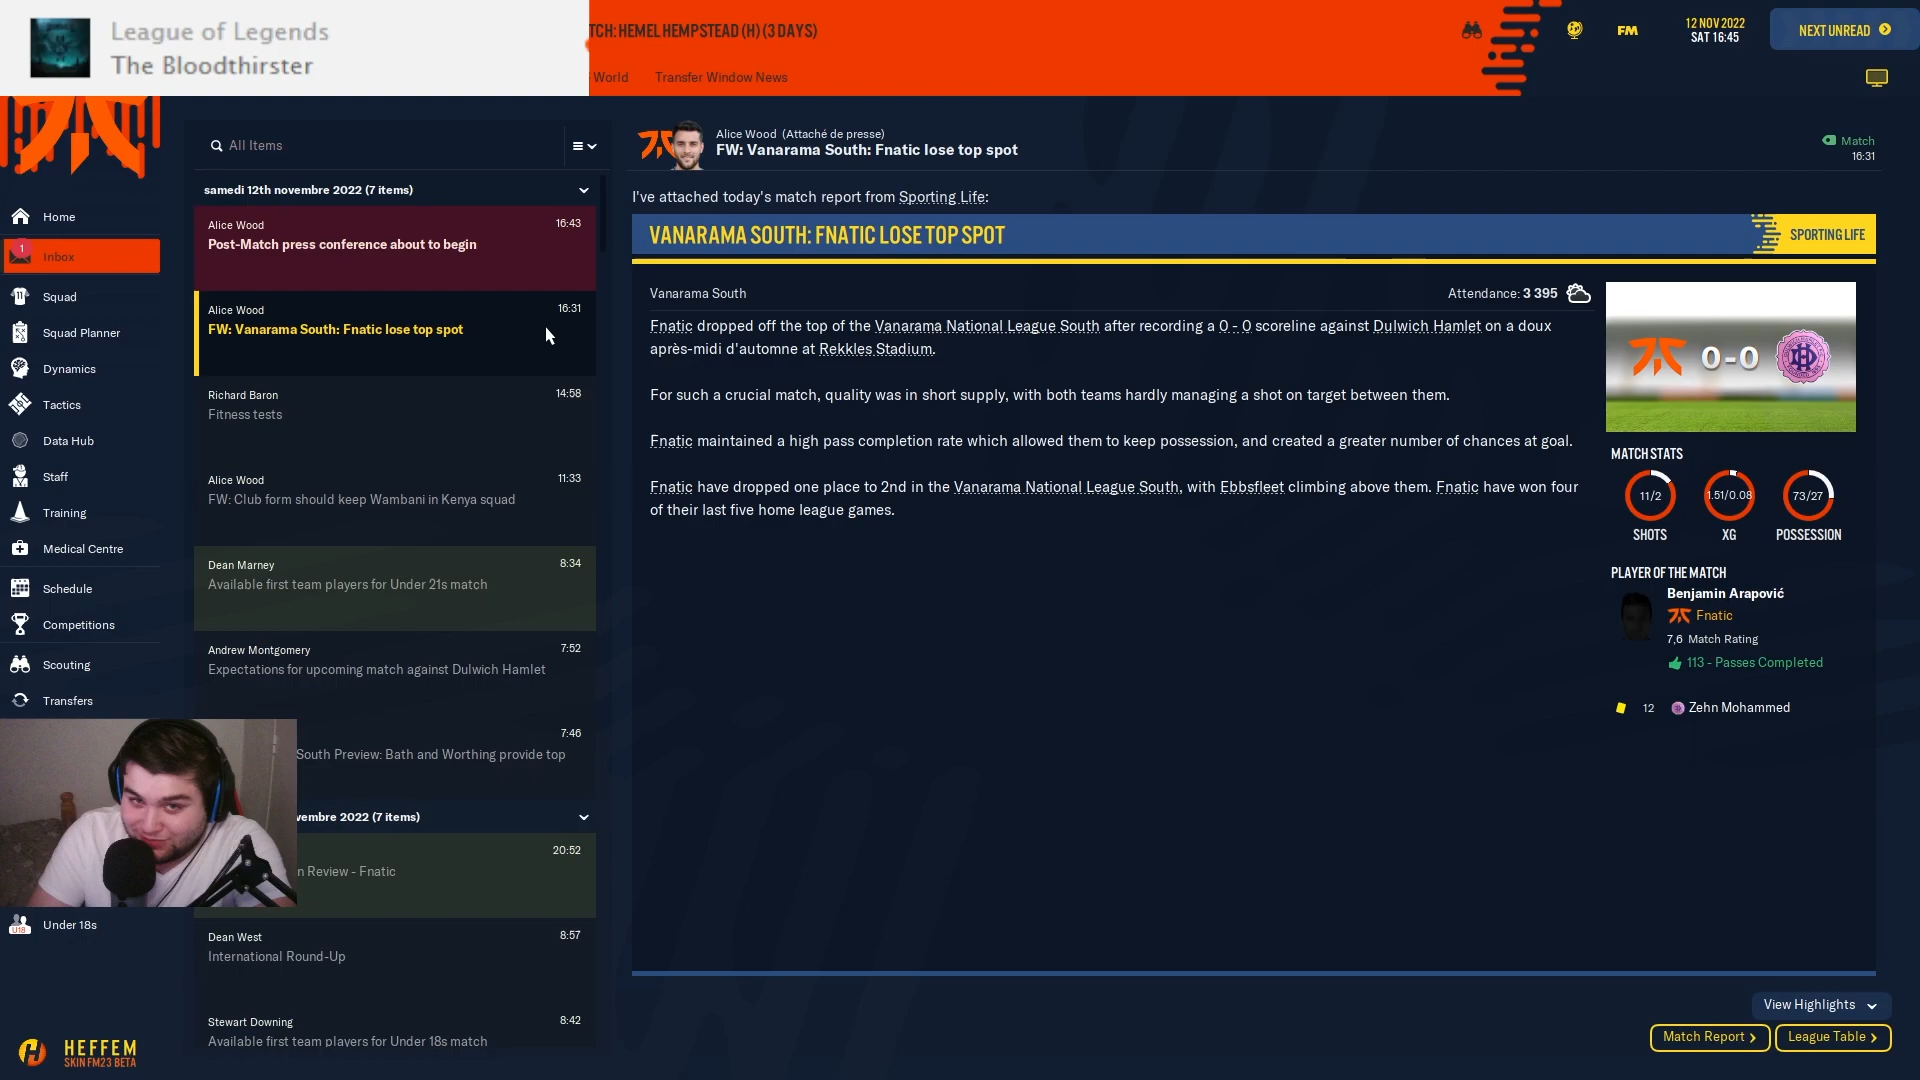 League of Legends
The Bloodthirster
TCH: HEMEL HEMPSTEAD (H) (3 DAYS)
World
Transfer Window News
FM
12 NOV 2022
SAT 16:45
NEXT UNREAD
Home
1
Inbox
11
Squad
Squad Planner
Dynamics
Tactics
Data Hub
Staff
Training
Medical Centre
Schedule
Competitions
Scouting
Transfers
U18
Under 18s
HEFFEM
SKIN FM23 BETA
All Items
samedi 12th novembre 2022 (7 items)
Alice Wood 16:43
Post-Match press conference about to begin
Alice Wood 16:31
FW: Vanarama South: Fnatic lose top spot
Richard Baron 14:58
Fitness tests
Alice Wood 11:33
FW: Club form should keep Wambani in Kenya squad
Dean Marney 8:34
Available first team players for Under 21s match
Andrew Montgomery 7:52
Expectations for upcoming match against Dulwich Hamlet
7:46
South Preview: Bath and Worthing provide top
vembre 2022 (7 items)
20:52
n Review - Fnatic
Dean West 8:57
International Round-Up
Stewart Downing 8:42
Available first team players for Under 18s match
Alice Wood (Attaché de presse)
FW: Vanarama South: Fnatic lose top spot
Match
16:31
I've attached today's match report from Sporting Life:
VANARAMA SOUTH: FNATIC LOSE TOP SPOT
SPORTING LIFE
Vanarama South
Attendance: 3 395
Fnatic dropped off the top of the Vanarama National League South after recording a 0 - 0 scoreline against Dulwich Hamlet on a doux
après-midi d'automne at Rekkles Stadium.
For such a crucial match, quality was in short supply, with both teams hardly managing a shot on target between them.
Fnatic maintained a high pass completion rate which allowed them to keep possession, and created a greater number of chances at goal.
Fnatic have dropped one place to 2nd in the Vanarama National League South, with Ebbsfleet climbing above them. Fnatic have won four
of their last five home league games.
0-0
MATCH STATS
11/2
1.51/0.08
73/27
SHOTS
XG
POSSESSION
PLAYER OF THE MATCH
Benjamin Arapović
Fnatic
7,6 Match Rating
113 - Passes Completed
12 Zehn Mohammed
View Highlights
Match Report
League Table